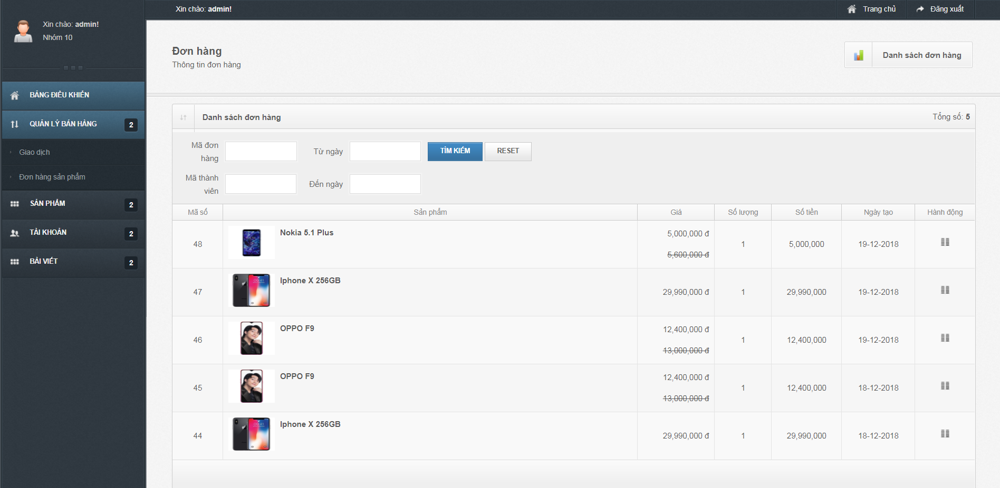 Xin chào: admin!
Nhóm 10
Xin chào: admin!
Trang chủ
Đăng xuất
BẢNG ĐIỀU KHIỂN
QUẢN LÝ BÁN HÀNG 2
Giao dịch
Đơn hàng sản phẩm
SẢN PHẨM 2
TÀI KHOẢN 2
BÀI VIẾT 2
Đơn hàng
Thông tin đơn hàng
Danh sách đơn hàng
Danh sách đơn hàng
Tổng số: 5
Mã đơn
hàng
Từ ngày
TÌM KIẾM
RESET
Mã thành
viên
Đến ngày
Mã số Sản phẩm Giá Số lượng Số tiền Ngày tạo Hành động
Nokia 5.1 Plus
5,000,000 đ
48 1 5,000,000 19-12-2018
5,600,000 đ
Iphone X 256GB
47 29,990,000 đ 1 29,990,000 19-12-2018
OPPO F9
12,400,000 đ
46 1 12,400,000 19-12-2018
13,000,000 đ
OPPO F9
12,400,000 đ
45 1 12,400,000 18-12-2018
13,000,000 đ
Iphone X 256GB
44 29,990,000 đ 1 29,990,000 18-12-2018